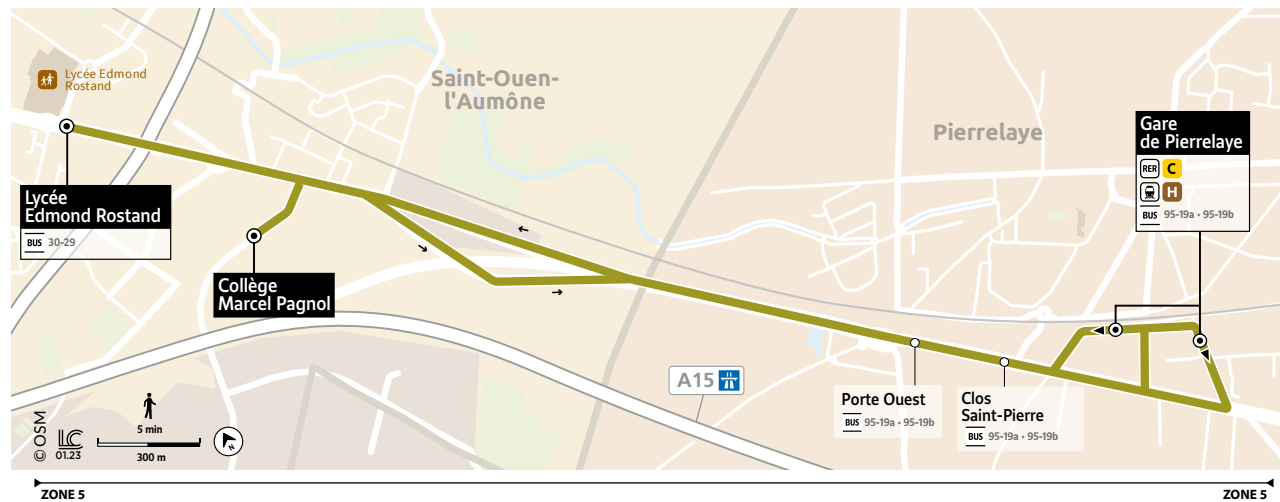 Lycée Edmond
Rostand
Saint-Ouen-
l'Aumône
Pierrelaye
Gare
de Pierrelaye
RER C
H
BUS 95-19a • 95-19b
Lycée
Edmond Rostand
BUS 30-29
Collège
Marcel Pagnol
A15
Porte Ouest
BUS 95-19a • 95-19b
Clos
Saint-Pierre
BUS 95-19a • 95-19b
© OSM
LC
01.23
5 min
300 m
N
ZONE 5
ZONE 5